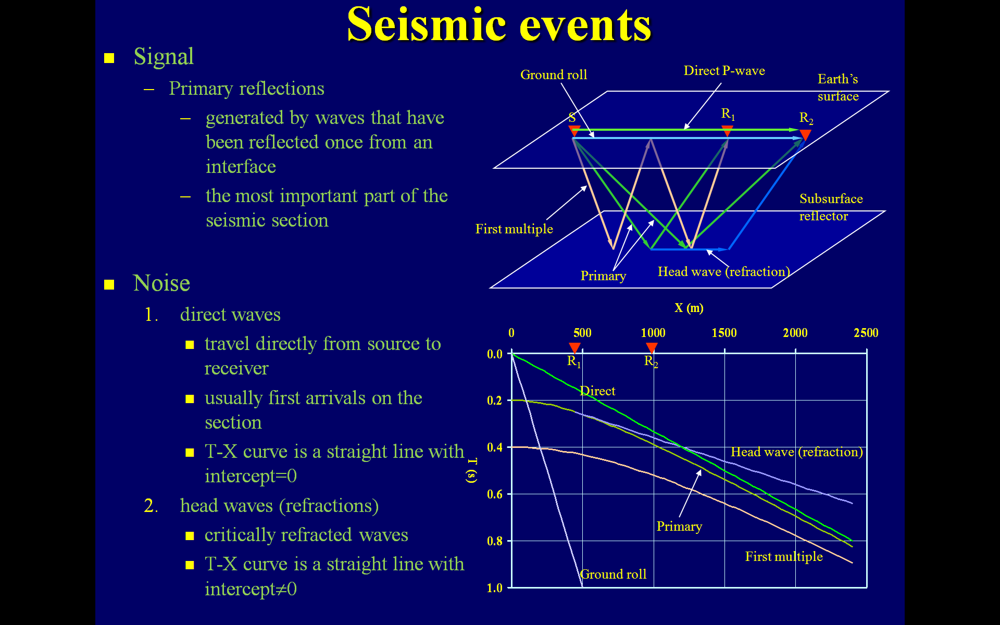 Seismic events
■ Signal
– Primary reflections
– generated by waves that have
been reflected once from an
interface
– the most important part of the
seismic section
■ Noise
1. direct waves
■ travel directly from source to
receiver
■ usually first arrivals on the
section
■ T-X curve is a straight line with
intercept=0
2. head waves (refractions)
■ critically refracted waves
■ T-X curve is a straight line with
intercept≠0
Ground roll
Direct P-wave
Earth’s
surface
S
R₁
R₂
Subsurface
reflector
First multiple
Primary
Head wave (refraction)
X (m)
0 500 1000 1500 2000 2500
0.0
R₁
R₂
Direct
0.2
0.4
Head wave (refraction)
T (s)
0.6
Primary
0.8
First multiple
Ground roll
1.0